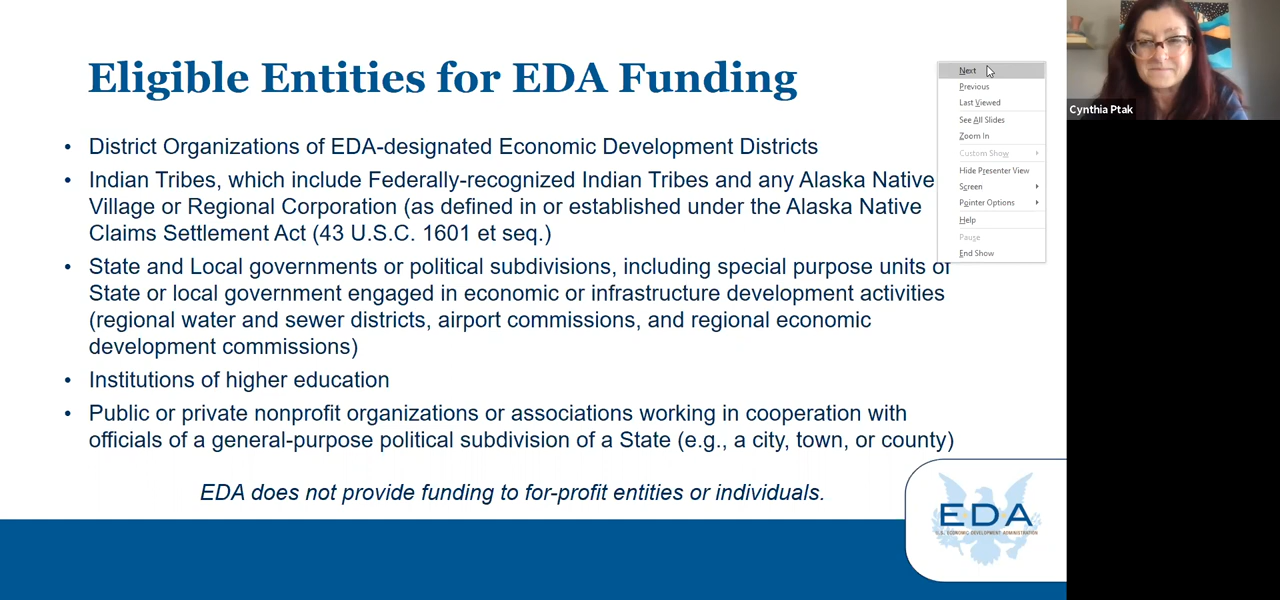 Eligible Entities for EDA Funding
• District Organizations of EDA-designated Economic Development Districts
• Indian Tribes, which include Federally-recognized Indian Tribes and any Alaska Native
Village or Regional Corporation (as defined in or established under the Alaska Native
Claims Settlement Act (43 U.S.C. 1601 et seq.)
• State and Local governments or political subdivisions, including special purpose units of
State or local government engaged in economic or infrastructure development activities
(regional water and sewer districts, airport commissions, and regional economic
development commissions)
• Institutions of higher education
• Public or private nonprofit organizations or associations working in cooperation with
officials of a general-purpose political subdivision of a State (e.g., a city, town, or county)
EDA does not provide funding to for-profit entities or individuals.
Next
Previous
Last Viewed
See All Slides
Zoom In
Custom Show
Hide Presenter View
Screen
Pointer Options
Help
Pause
End Show
Cynthia Ptak
EDA
U.S. ECONOMIC DEVELOPMENT ADMINISTRATION